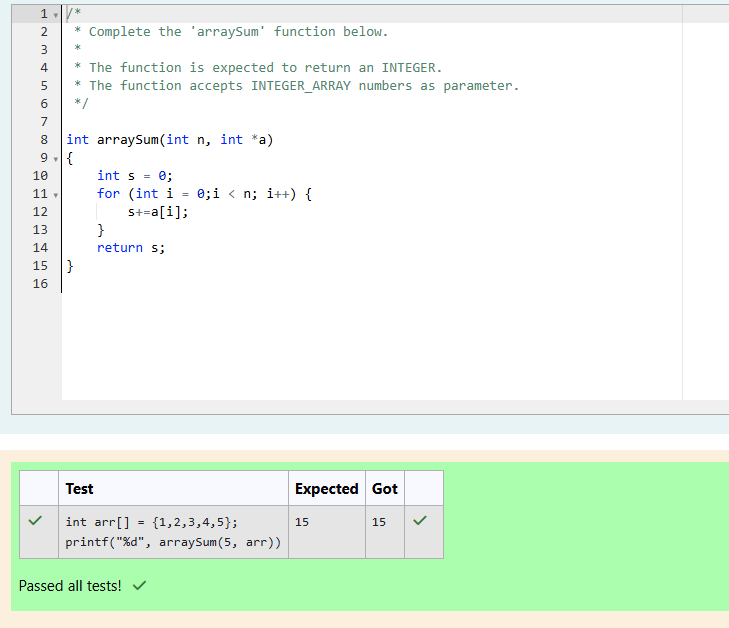 1 /*
2  * Complete the 'arraySum' function below.
3  *
4  * The function is expected to return an INTEGER.
5  * The function accepts INTEGER_ARRAY numbers as parameter.
6  */
7
8 int arraySum(int n, int *a)
9 {
10     int s = 0;
11     for (int i = 0;i < n; i++) {
12         s+=a[i];
13     }
14     return s;
15 }
16
Test Expected Got
int arr[] = {1,2,3,4,5}; 15 15
printf("%d", arraySum(5, arr))
Passed all tests!